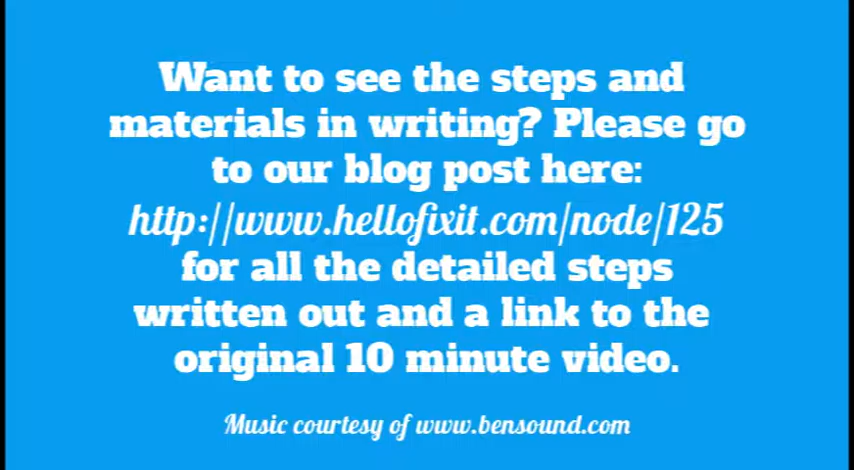 Want to see the steps and
materials in writing? Please go
to our blog post here:
http://www.hellofixit.com/node/125
for all the detailed steps
written out and a link to the
original 10 minute video.
Music courtesy of www.bensound.com